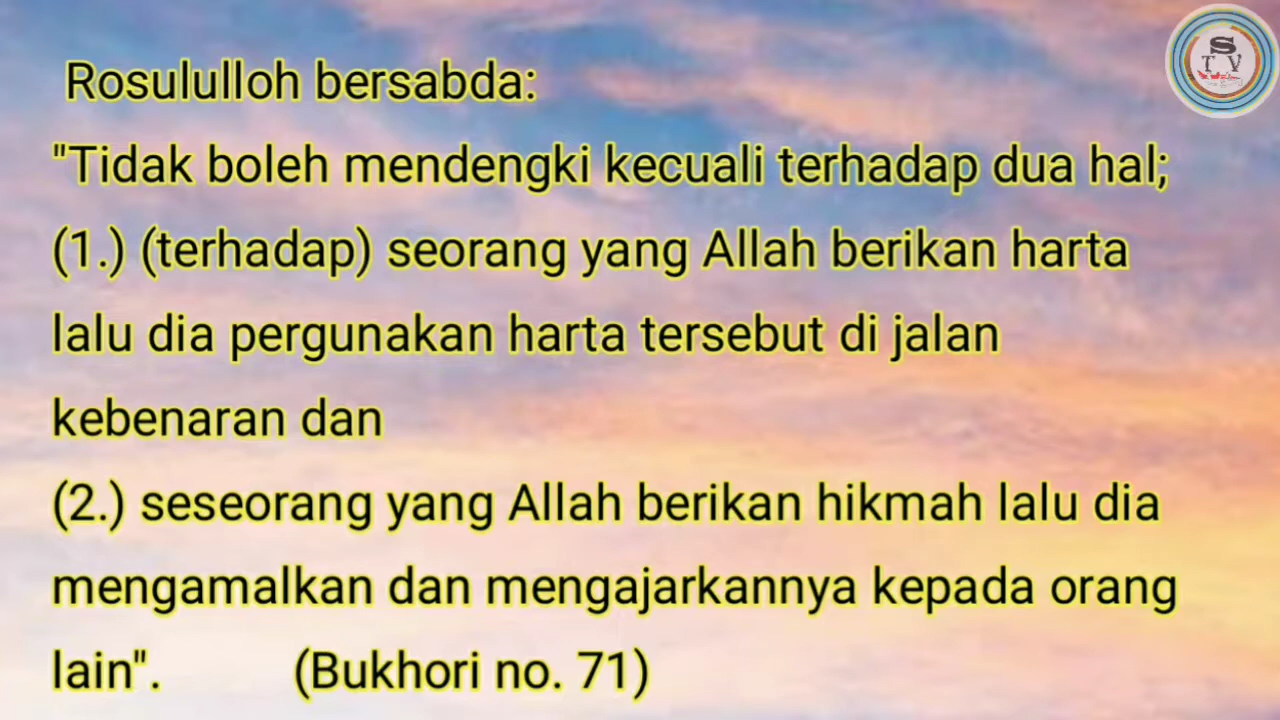 S
T V
Rosululloh bersabda:
"Tidak boleh mendengki kecuali terhadap dua hal;
(1.) (terhadap) seorang yang Allah berikan harta
lalu dia pergunakan harta tersebut di jalan
kebenaran dan
(2.) seseorang yang Allah berikan hikmah lalu dia
mengamalkan dan mengajarkannya kepada orang
lain". (Bukhori no. 71)